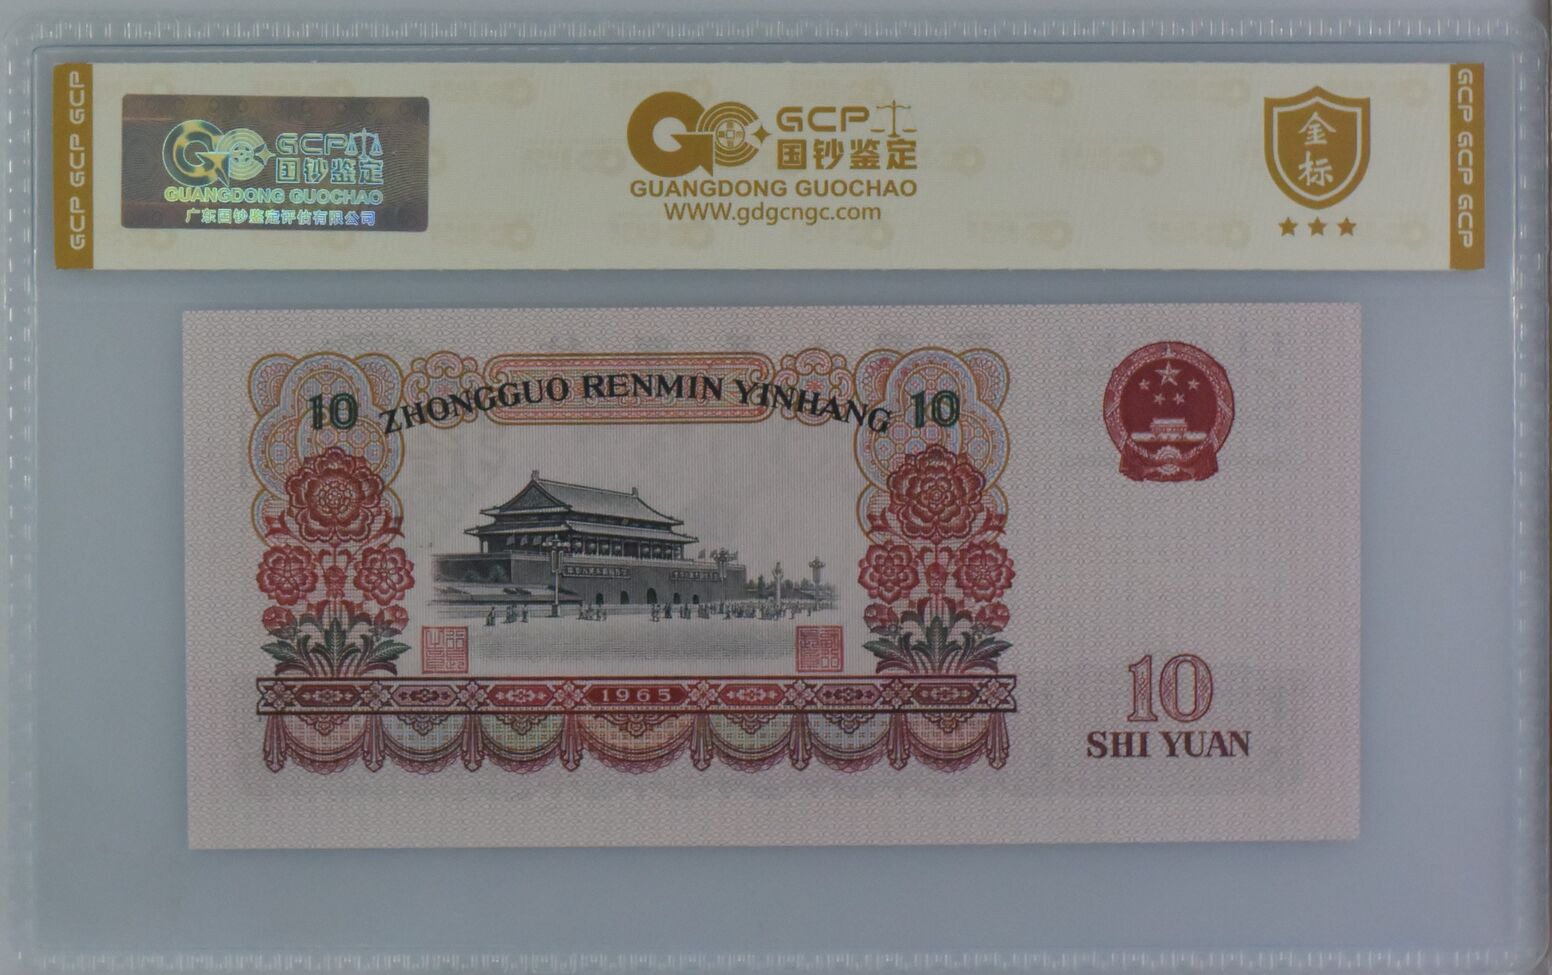 GCP GCP GCP
GCP 国钞鉴定
GUANGDONG GUOCHAO
广东国钞鉴定评估有限公司
GCP 国钞鉴定
GUANGDONG GUOCHAO
WWW.gdgcngc.com
金标
GCP GCP GCP
ZHONGGUO RENMIN YINHANG
10
10
1965
10
SHI YUAN